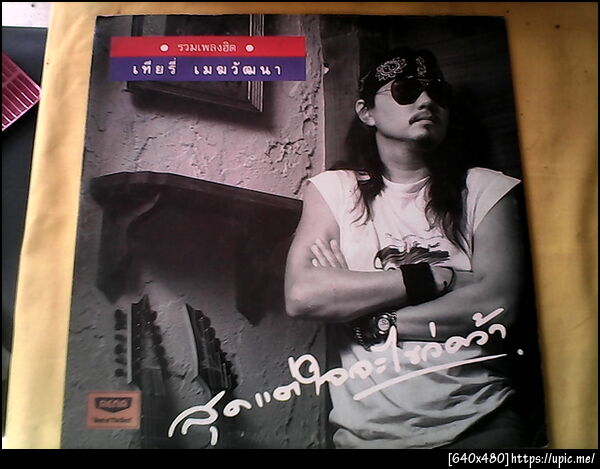 รวมเพลงฮิต
เทียรี่ เมฆวัฒนา
สุดแต่ใจจะไขว่คว้า
[640x480]https://upic.me/